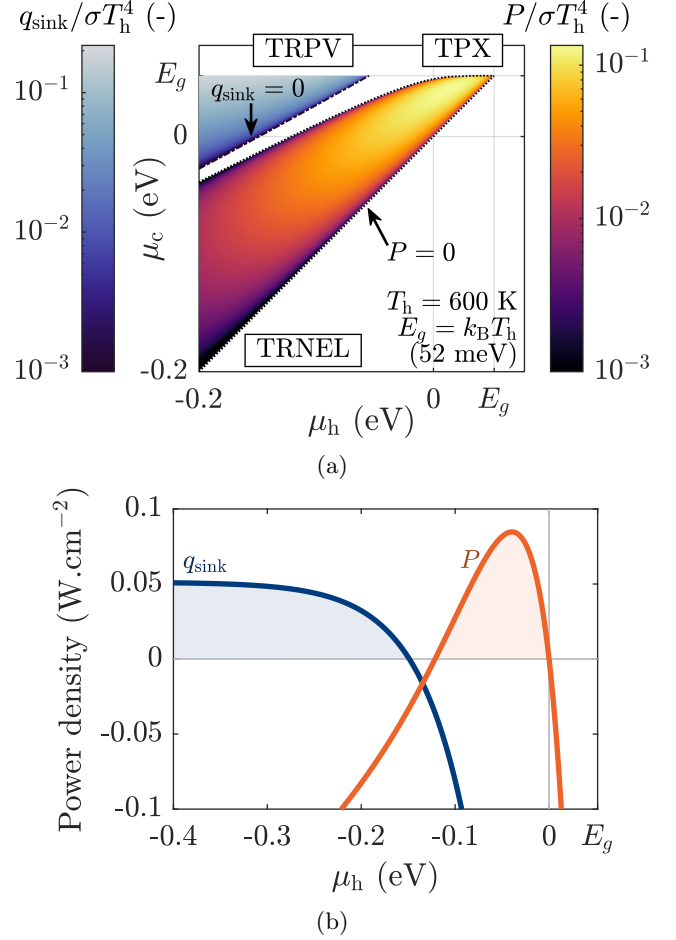 q_sink/σT_h^4 (-)
P/σT_h^4 (-)
TRPV
TPX
10^{-1}
10^{-2}
10^{-3}
E_g
0
-0.2
μ_c (eV)
q_sink = 0
P = 0
T_h = 600 K
E_g = k_BT_h
(52 meV)
TRNEL
10^{-1}
10^{-2}
10^{-3}
-0.2
0
E_g
μ_h (eV)
(a)
Power density (W.cm^{-2})
0.1
0.05
0
-0.05
-0.1
q_sink
P
-0.4
-0.3
-0.2
-0.1
0
E_g
μ_h (eV)
(b)